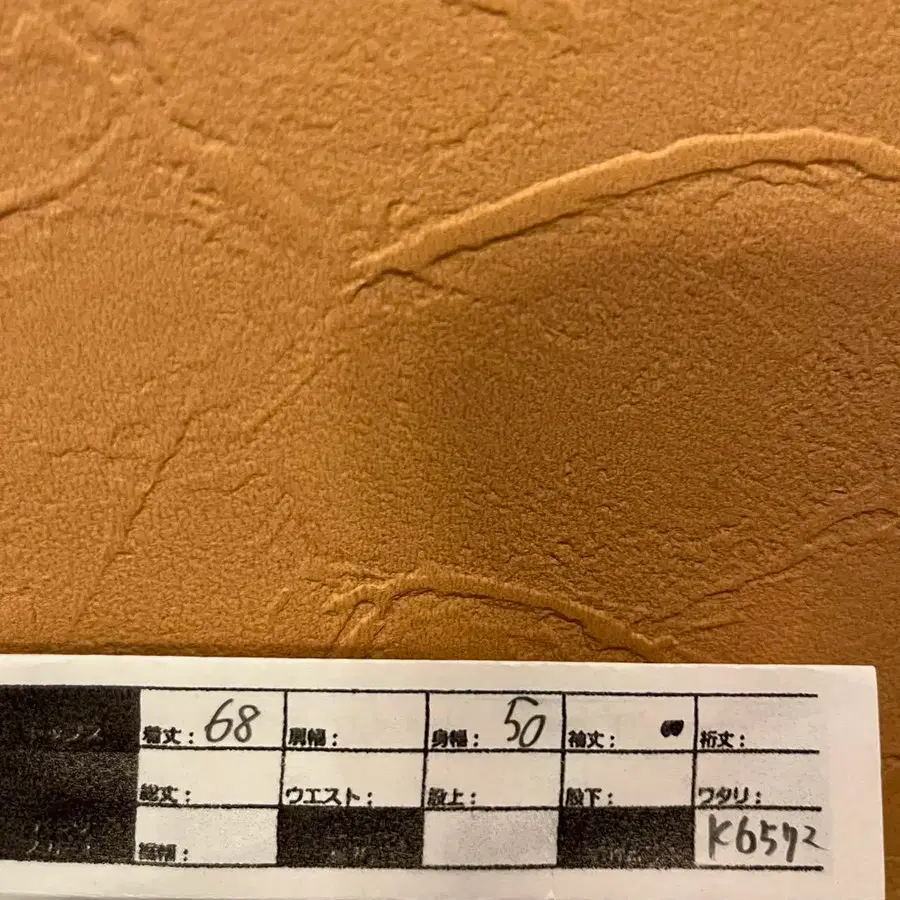 着丈：68 肩幅： 身幅：50 袖丈： 裄丈：
総丈： ウエスト： 股上： 股下： ワタリ：
裾幅： K6572